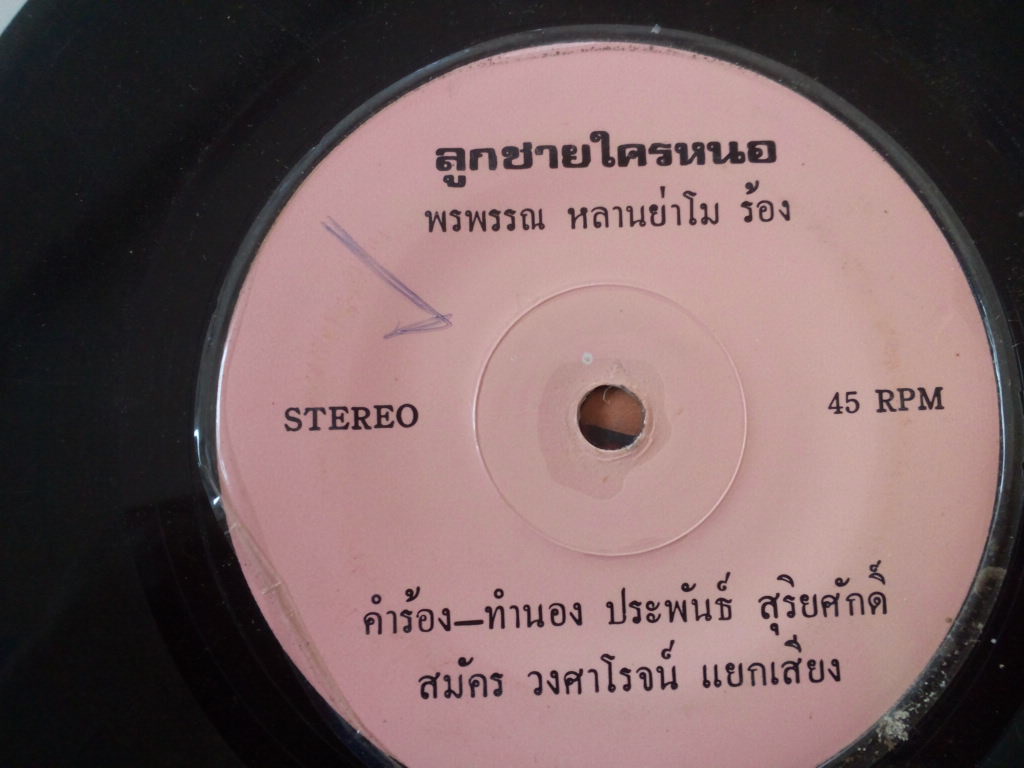 ลูกชายใครหนอ
พรพรรณ หลานย่าโม ร้อง
STEREO
45 RPM
คำร้อง—ทำนอง ประพันธ์ สุริยศักดิ์
สมัคร วงศาโรจน์ แยกเสียง